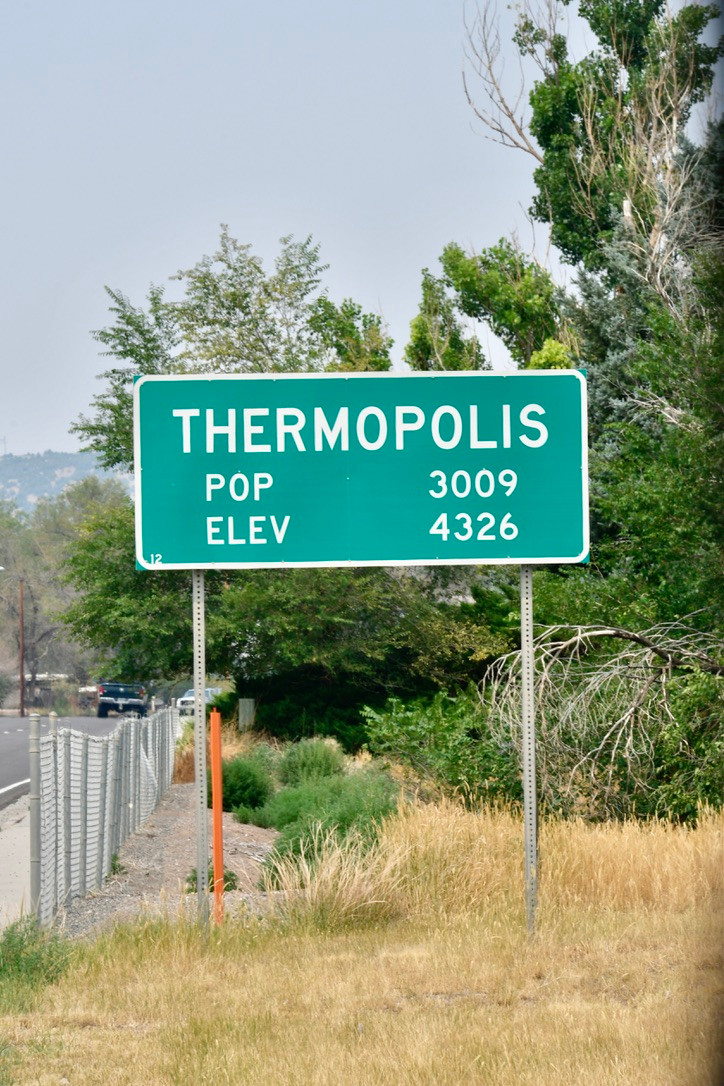 THERMOPOLIS
POP 3009
ELEV 4326
12